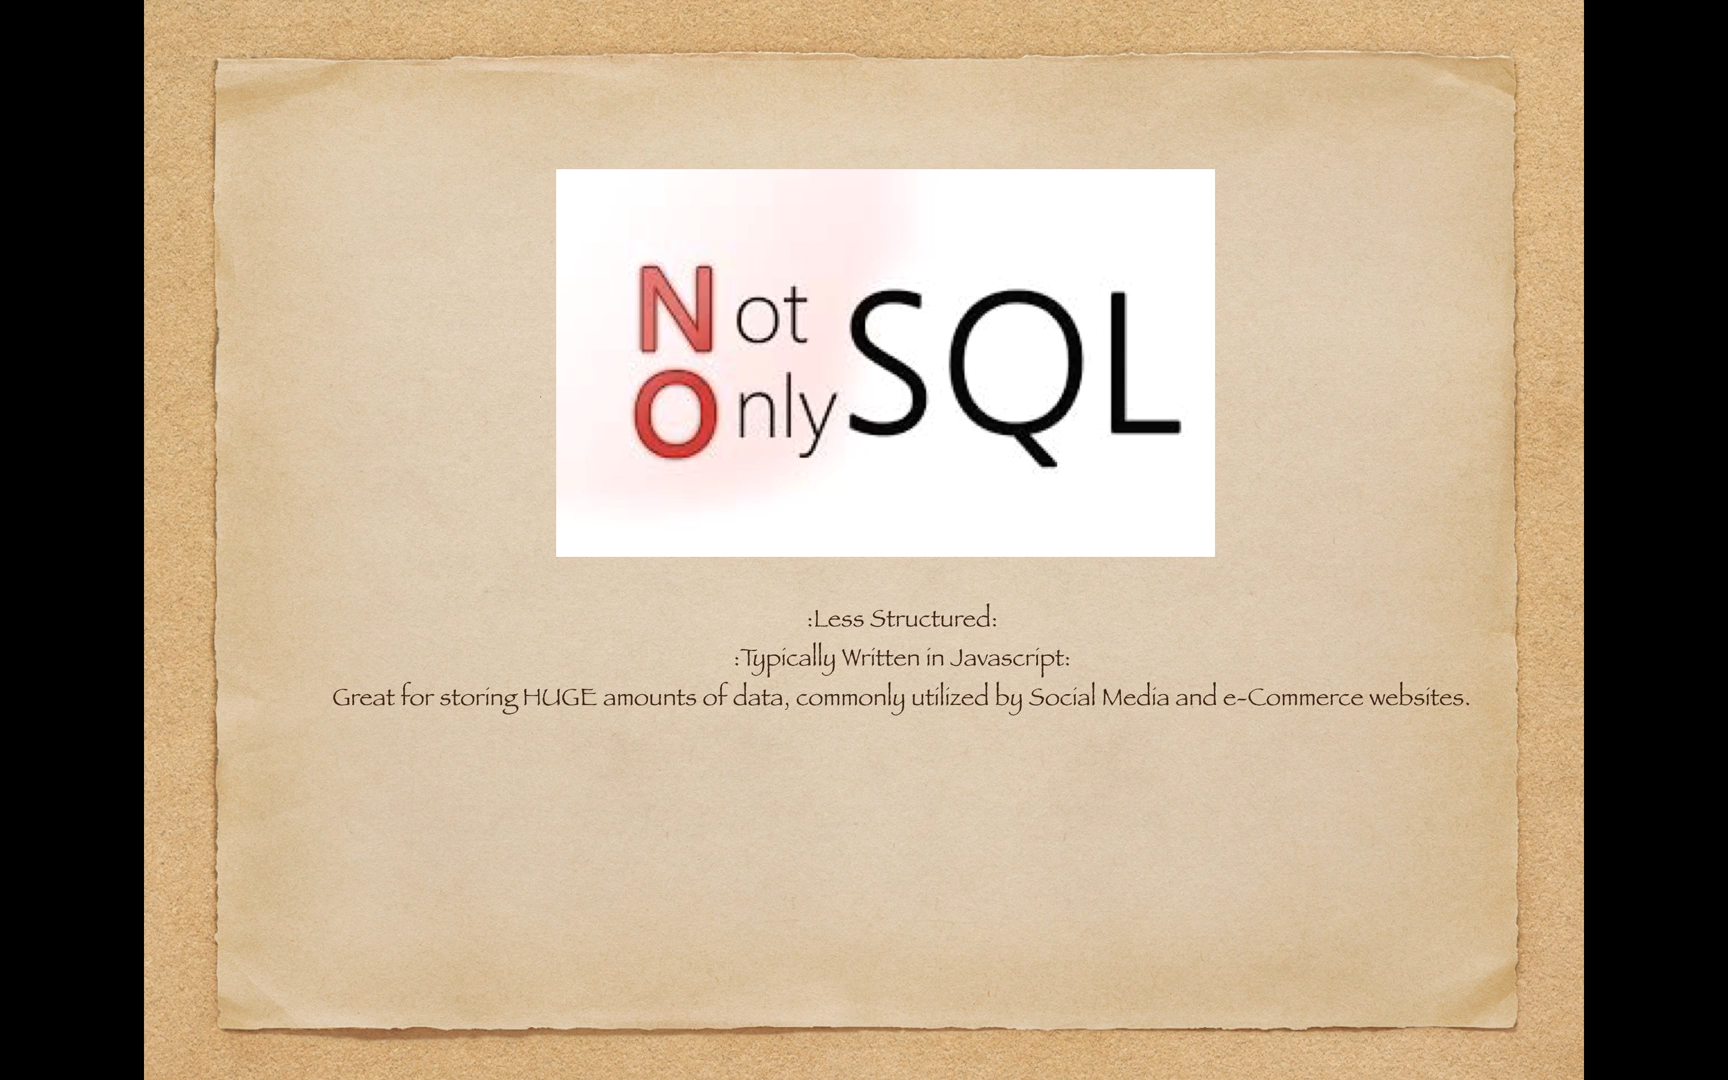 Not
Only SQL
:Less Structured:
:Typically Written in Javascript:
Great for storing HUGE amounts of data, commonly utilized by Social Media and e-Commerce websites.